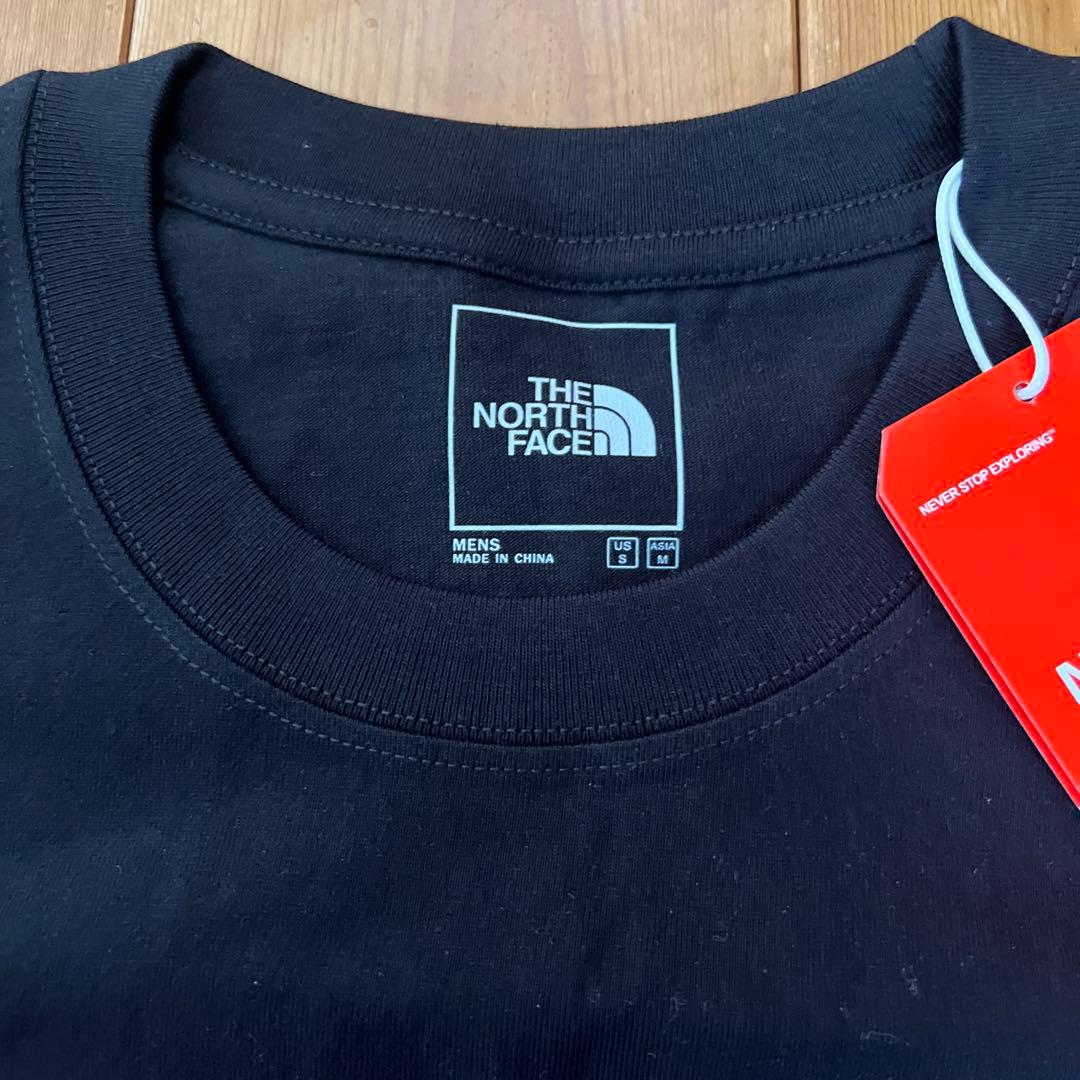 THE
NORTH
FACE
MENS
MADE IN CHINA
US
S
ASIA
M
NEVER STOP EXPLORING™
N